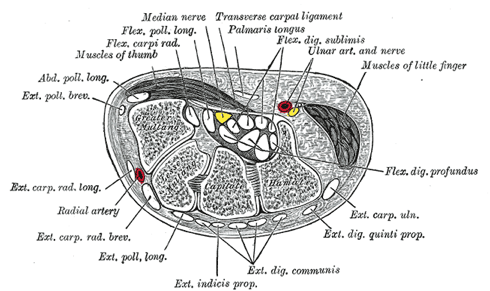 Median nerve
Transverse carpal ligament
Flex. poll. long.
Palmaris tongus
Flex. carpi rad.
Flex. dig. sublimis
Muscles of thumb
Ulnar art. and nerve
Muscles of little finger
Abd. poll. long.
Ext. poll. brev.
Greater
Multang.
Capitate
Hamate
Flex. dig. profundus
Ext. carp. rad. long.
Radial artery
Ext. carp. uln.
Ext. carp. rad. brev.
Ext. dig. quinti prop.
Ext. poll, long.
Ext. dig. communis
Ext. indicis prop.